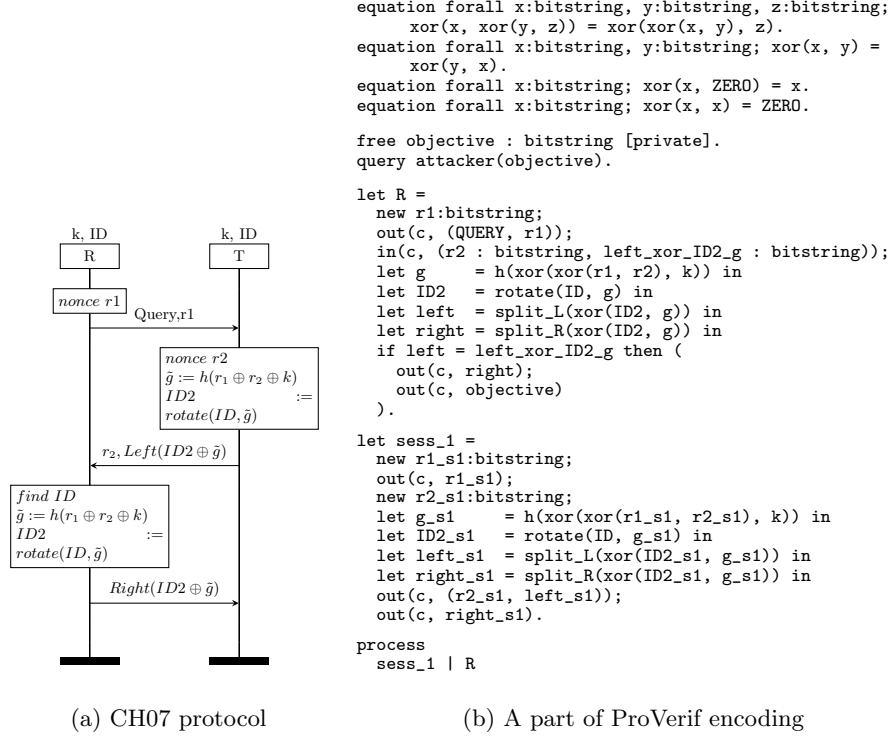 k, ID
k, ID
R
T
nonce r1
Query,r1
nonce r2
g̃ := h(r₁ ⊕ r₂ ⊕ k)
ID2 :=
rotate(ID, g̃)
r₂, Left(ID2 ⊕ g̃)
find ID
g̃ := h(r₁ ⊕ r₂ ⊕ k)
ID2 :=
rotate(ID, g̃)
Right(ID2 ⊕ g̃)
(a) CH07 protocol
equation forall x:bitstring, y:bitstring, z:bitstring;
xor(x, xor(y, z)) = xor(xor(x, y), z).
equation forall x:bitstring, y:bitstring; xor(x, y) =
xor(y, x).
equation forall x:bitstring; xor(x, ZERO) = x.
equation forall x:bitstring; xor(x, x) = ZERO.
free objective : bitstring [private].
query attacker(objective).
let R =
new r1:bitstring;
out(c, (QUERY, r1));
in(c, (r2 : bitstring, left_xor_ID2_g : bitstring));
let g = h(xor(xor(r1, r2), k)) in
let ID2 = rotate(ID, g) in
let left = split_L(xor(ID2, g)) in
let right = split_R(xor(ID2, g)) in
if left = left_xor_ID2_g then (
out(c, right);
out(c, objective)
).
let sess_1 =
new r1_s1:bitstring;
out(c, r1_s1);
new r2_s1:bitstring;
let g_s1 = h(xor(xor(r1_s1, r2_s1), k)) in
let ID2_s1 = rotate(ID, g_s1) in
let left_s1 = split_L(xor(ID2_s1, g_s1)) in
let right_s1 = split_R(xor(ID2_s1, g_s1)) in
out(c, (r2_s1, left_s1));
out(c, right_s1).
process
sess_1 | R
(b) A part of ProVerif encoding